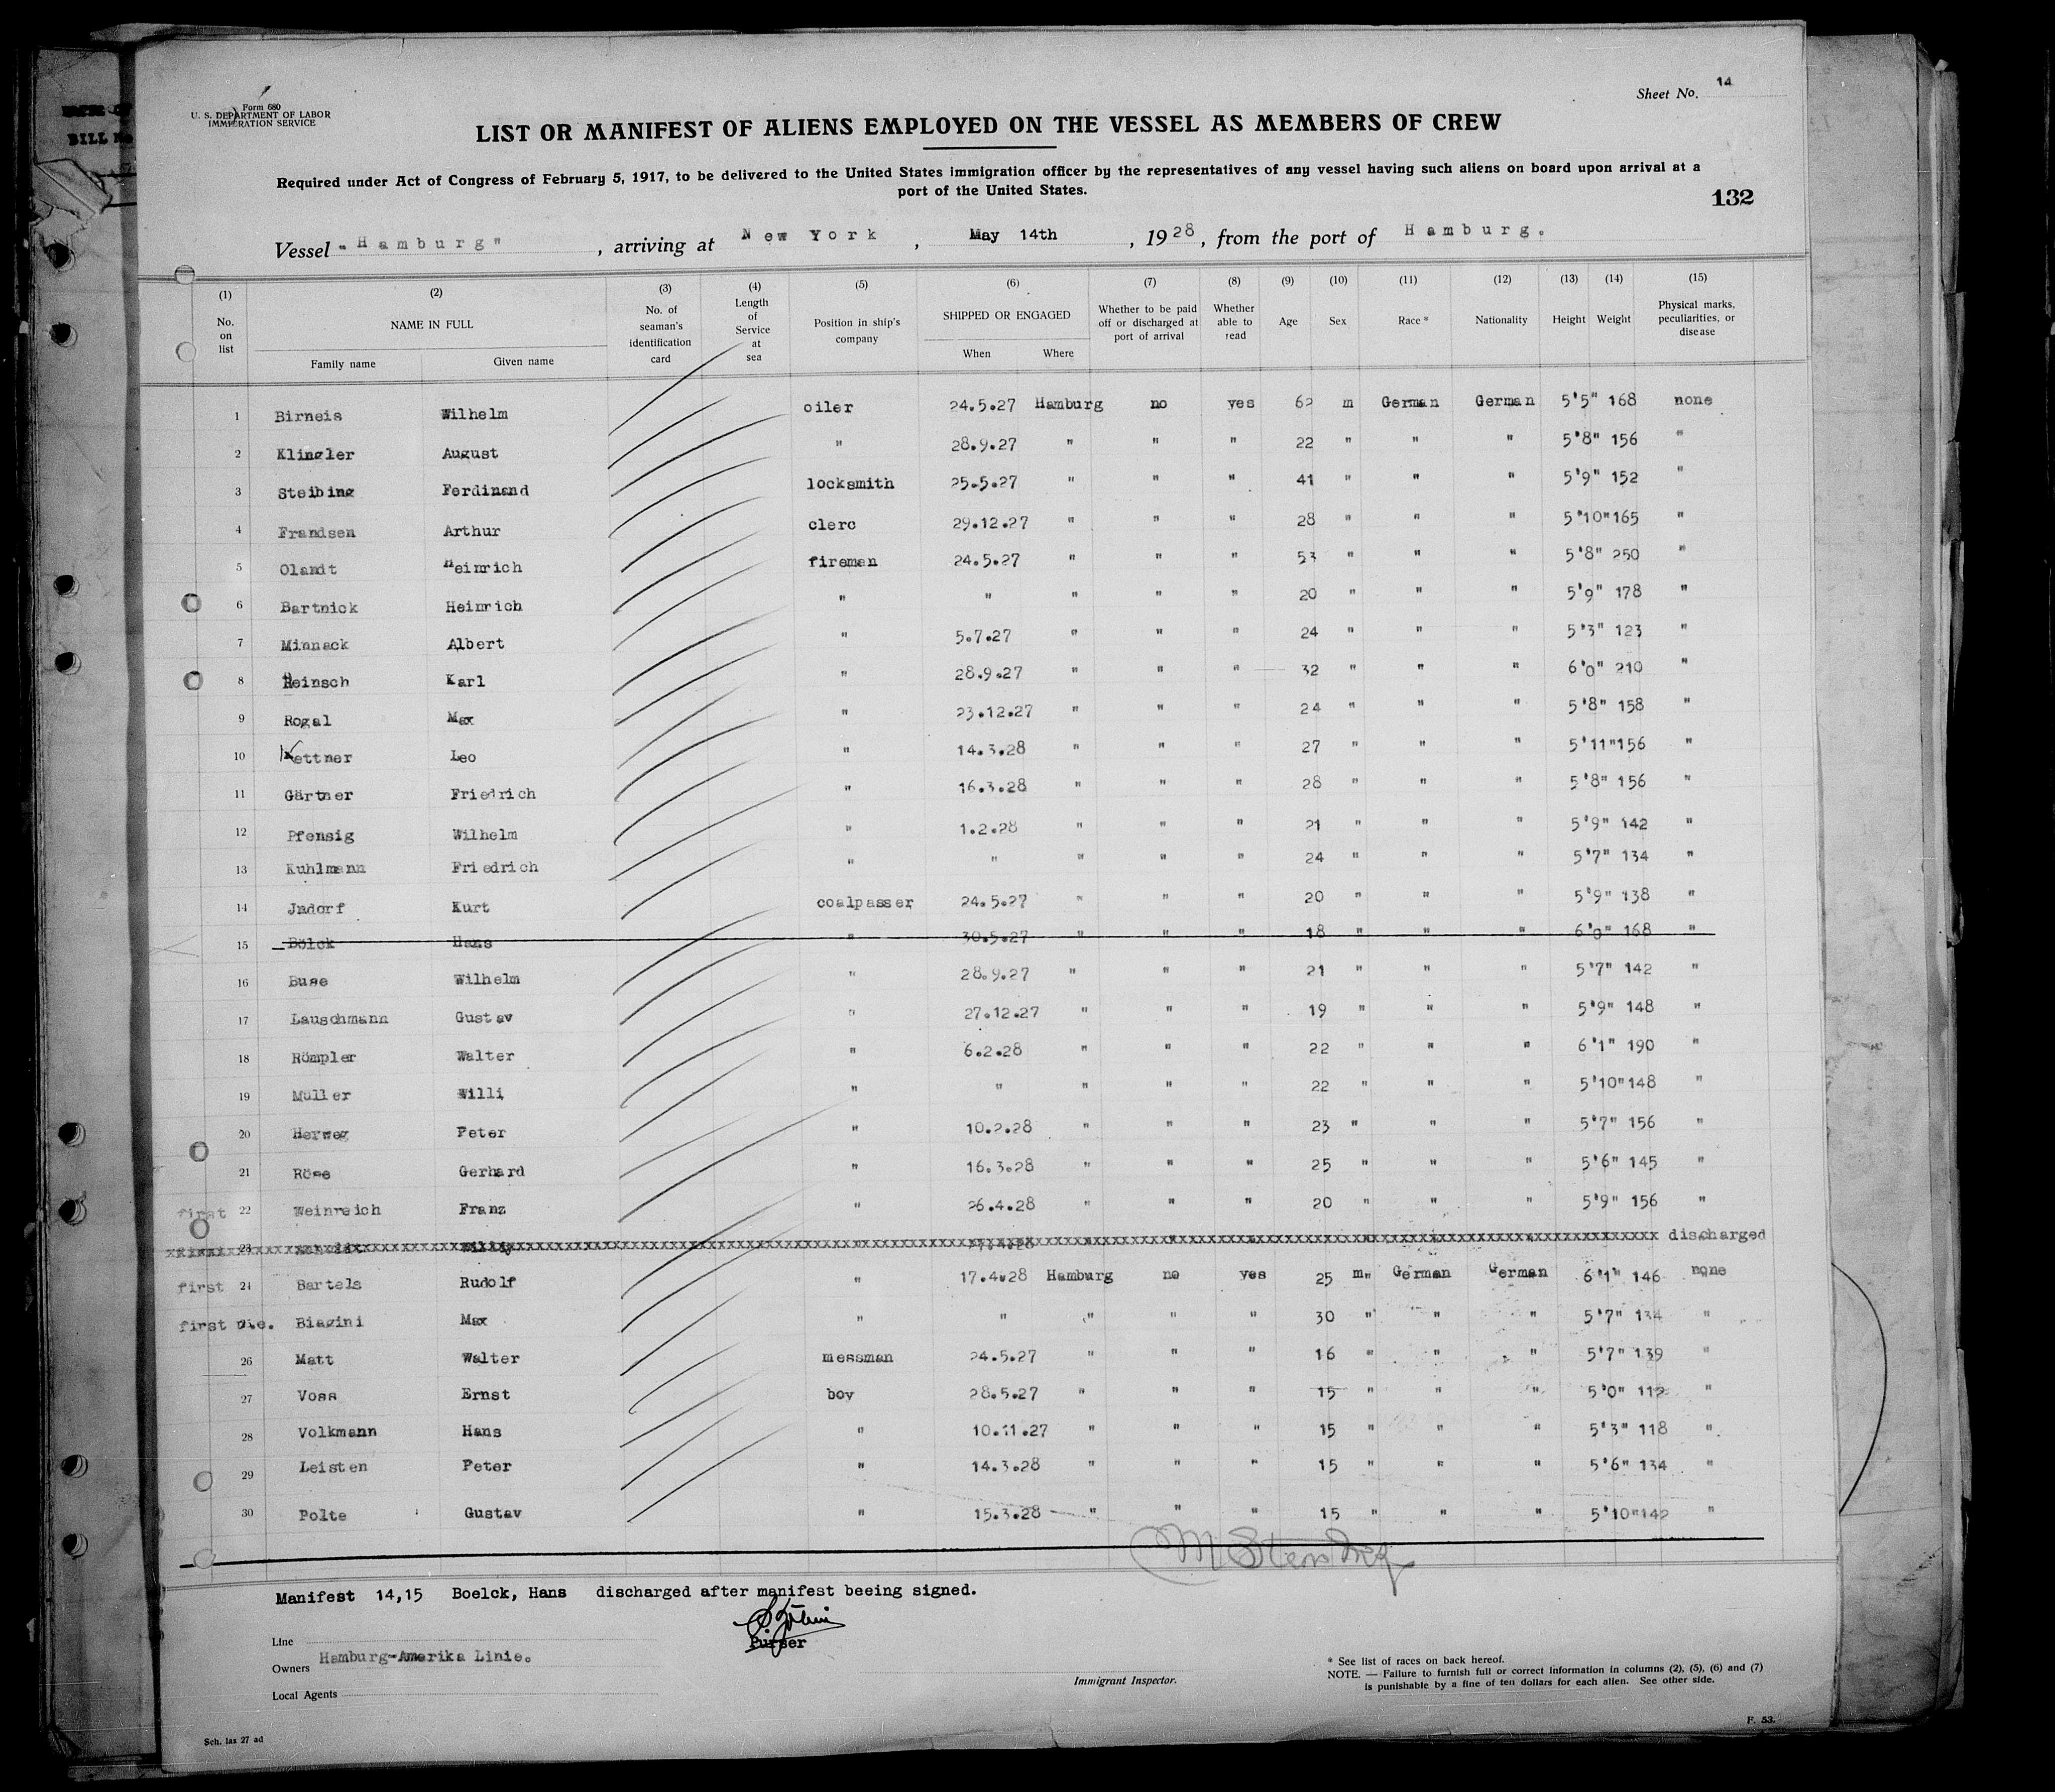 Form 680
U. S. DEPARTMENT OF LABOR
IMMIGRATION SERVICE
Sheet No. 14
LIST OR MANIFEST OF ALIENS EMPLOYED ON THE VESSEL AS MEMBERS OF CREW
Required under Act of Congress of February 5, 1917, to be delivered to the United States immigration officer by the representatives of any vessel having such aliens on board upon arrival at a
port of the United States.
132
Vessel "Hamburg", arriving at New York, May 14th, 1928, from the port of Hamburg.
(1) (2) (3) (4) (5) (6) (7) (8) (9) (10) (11) (12) (13) (14) (15)
No. on list NAME IN FULL Family name Given name No. of seaman's identification card Length of Service at sea Position in ship's company SHIPPED OR ENGAGED When Where Whether to be paid off or discharged at port of arrival Whether able to read Age Sex Race * Nationality Height Weight Physical marks, peculiarities, or disease
1 Birneis Wilhelm oiler 24.5.27 Hamburg no yes 62 m German German 5'5" 168 none
2 Klingler August " 28.9.27 " " " 22 " " " 5'8" 156 "
3 Steibing Ferdinand locksmith 25.5.27 " " " 41 " " " 5'9" 152 "
4 Frandsen Arthur clerc 29.12.27 " " " 28 " " " 5'10" 165 "
5 Olandt Heinrich fireman 24.5.27 " " " 53 " " " 5'8" 250 "
6 Bartnick Heinrich " " " " " 20 " " " 5'9" 178 "
7 Minnack Albert " 5.7.27 " " " 24 " " " 5'3" 123 "
8 Karl " 28.9.27 " " " 32 " " " 6'0" 210 "
9 Rogal Max " 23.12.27 " " " 24 " " " 5'8" 158 "
10 Kettner Leo " 14.3.28 " " " 27 " " " 5'11" 156 "
11 Gärtner Friedrich " 16.3.28 " " " 28 " " " 5'8" 156 "
12 Pfensig Wilhelm " 1.2.28 " " " 21 " " " 5'9" 142 "
13 Kuhlmann Friedrich " " " " " 24 " " " 5'7" 134 "
14 Jndorf Kurt coalpasser 24.5.27 " " " 20 " " " 5'9" 138 "
15 Bölck Hans " 30.5.27 " " " 18 " " " 6'0" 168 "
16 Buse Wilhelm " 28.9.27 " " " 21 " " " 5'7" 142 "
17 Lauschmann Gustav " 27.12.27 " " " 19 " " " 5'9" 148 "
18 Römpler Walter " 6.2.28 " " " 22 " " " 6'1" 190 "
19 Müller Willi " " " " " 22 " " " 5'10" 148 "
20 Herweg Peter " 10.2.28 " " " 23 " " " 5'7" 156 "
21 Röse Gerhard " 16.3.28 " " " 25 " " " 5'6" 145 "
first 22 Weinreich Franz " 26.4.28 " " " 20 " " " 5'9" 156 "
23 discharged
first 24 Bartels Rudolf " 17.4.28 Hamburg no yes 25 m" German German 6'1" 146 none
first Biagini Max " " " " " 30 " " " 5'7" 134 "
26 Matt Walter messman 24.5.27 " " " 16 " " " 5'7" 139 "
27 Voss Ernst boy 28.5.27 " " " 15 " " " 5'0" 112 "
28 Volkmann Hans " 10.11.27 " " " 15 " " " 5'3" 118 "
29 Leisten Peter " 14.3.28 " " " 15 " " " 5'6" 134 "
30 Polte Gustav " 15.3.28 " " " 15 " " " 5'10" 142 "
Manifest 14,15 Boelck, Hans discharged after manifest beeing signed.
Purser
Line
Owners Hamburg-Amerika Linie.
Local Agents
Immigrant Inspector.
* See list of races on back hereof.
NOTE. — Failure to furnish full or correct information in columns (2), (5), (6) and (7)
is punishable by a fine of ten dollars for each alien. See other side.
Sch. las 27 ad
F. 53.